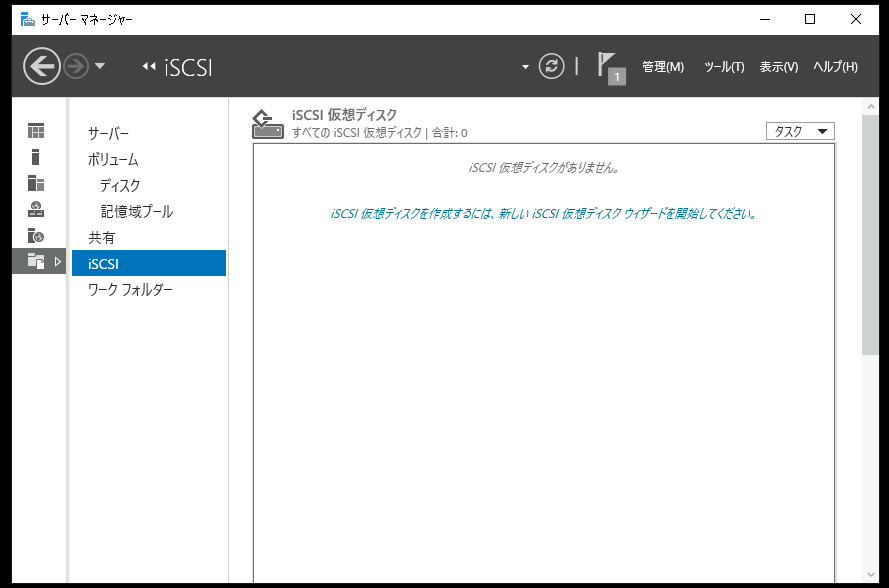 サーバー マネージャー
iSCSI
1
管理(M)
ツール(T)
表示(V)
ヘルプ(H)
サーバー
ボリューム
ディスク
記憶域プール
共有
iSCSI
ワーク フォルダー
iSCSI 仮想ディスク
すべての iSCSI 仮想ディスク | 合計: 0
タスク
iSCSI 仮想ディスクがありません。
iSCSI 仮想ディスクを作成するには、新しい iSCSI 仮想ディスク ウィザードを開始してください。